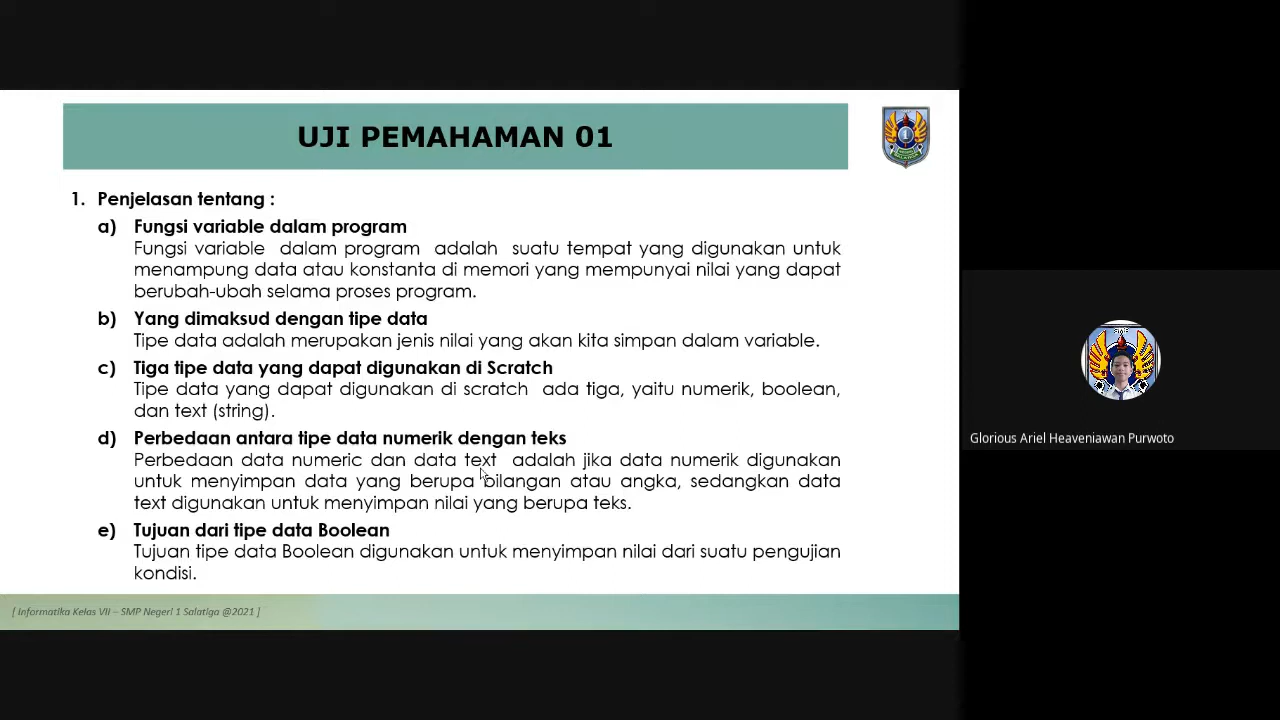 UJI PEMAHAMAN 01
1. Penjelasan tentang :
a) Fungsi variable dalam program
Fungsi variable dalam program adalah suatu tempat yang digunakan untuk
menampung data atau konstanta di memori yang mempunyai nilai yang dapat
berubah-ubah selama proses program.
b) Yang dimaksud dengan tipe data
Tipe data adalah merupakan jenis nilai yang akan kita simpan dalam variable.
c) Tiga tipe data yang dapat digunakan di Scratch
Tipe data yang dapat digunakan di scratch ada tiga, yaitu numerik, boolean,
dan text (string).
d) Perbedaan antara tipe data numerik dengan teks
Perbedaan data numeric dan data text adalah jika data numerik digunakan
untuk menyimpan data yang berupa bilangan atau angka, sedangkan data
text digunakan untuk menyimpan nilai yang berupa teks.
e) Tujuan dari tipe data Boolean
Tujuan tipe data Boolean digunakan untuk menyimpan nilai dari suatu pengujian
kondisi.
[ Informatika Kelas VII – SMP Negeri 1 Salatiga @2021 ]
1
Glorious Ariel Heaveniawan Purwoto